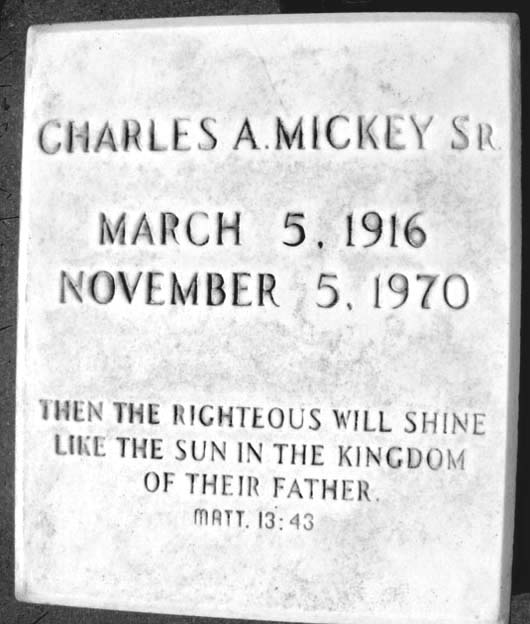 CHARLES A. MICKEY SR.
MARCH 5, 1916
NOVEMBER 5, 1970
THEN THE RIGHTEOUS WILL SHINE
LIKE THE SUN IN THE KINGDOM
OF THEIR FATHER.
MATT. 13:43